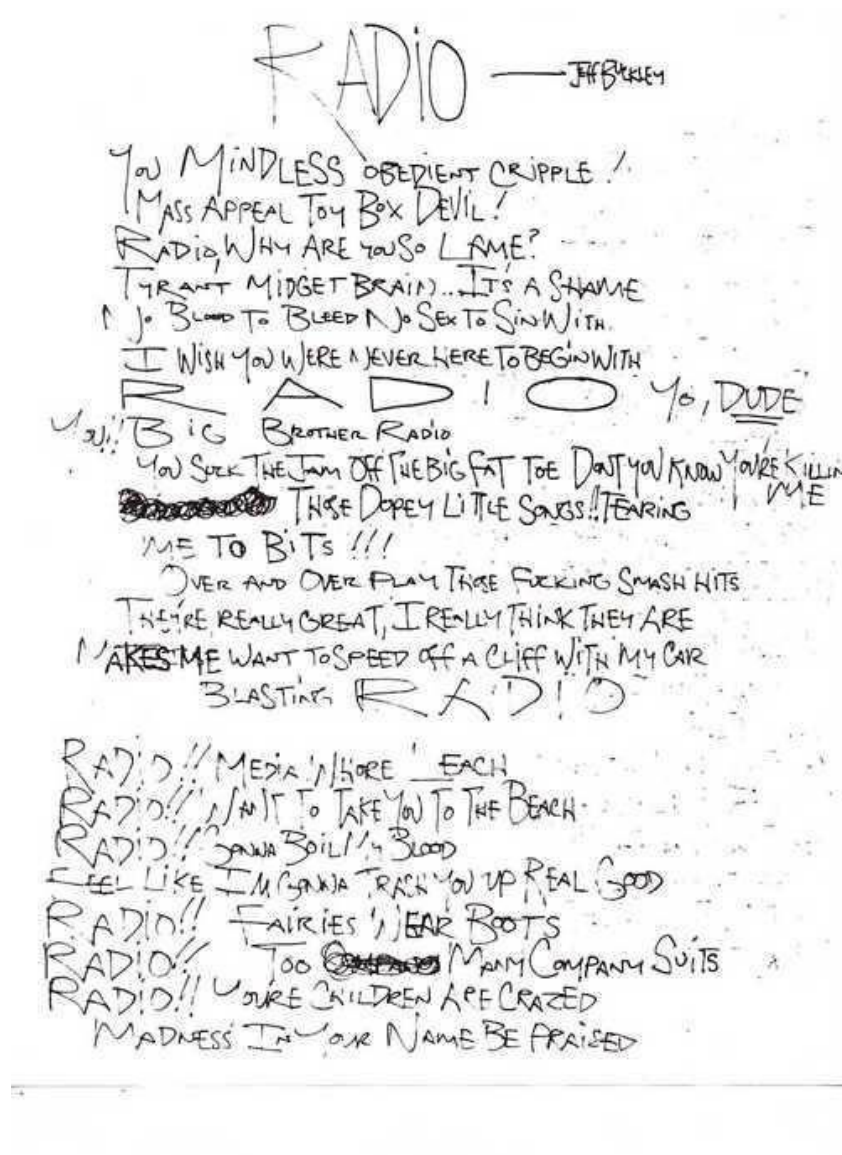 RADIO — JEFF BUCKLEY
YOU MINDLESS OBEDIENT CRIPPLE!
MASS APPEAL TOY BOX DEVIL!
RADIO, WHY ARE YOU SO LAME?
TYRANT MIDGET BRAIN... IT'S A SHAME
NO BLOOD TO BLEED NO SEX TO SIN WITH
I WISH YOU WERE NEVER HERE TO BEGIN WITH
RADIO YO, DUDE
YOU!! BIG BROTHER RADIO
YOU SUCK THE JAM OFF THE BIG FAT TOE DON'T YOU KNOW YOU'RE KILLIN
ME
THOSE DOPEY LITTLE SONGS!! TEARING
ME TO BITS!!!
OVER AND OVER PLAY THOSE FUCKING SMASH HITS
THEY'RE REALLY GREAT, I REALLY THINK THEY ARE
MAKES ME WANT TO SPEED OFF A CLIFF WITH MY CAR
BLASTING RADIO
RADIO!! MEDIA WHORE LEACH
RADIO!! WANT TO TAKE YOU TO THE BEACH
RADIO!! GONNA BOIL MY BLOOD
FEEL LIKE I'M GONNA TRASH YOU UP REAL GOOD
RADIO!! FAIRIES WEAR BOOTS
RADIO!! TOO MANY COMPANY SUITS
RADIO!! YOU'RE CHILDREN ARE CRAZED
MADNESS IN YOUR NAME BE PRAISED